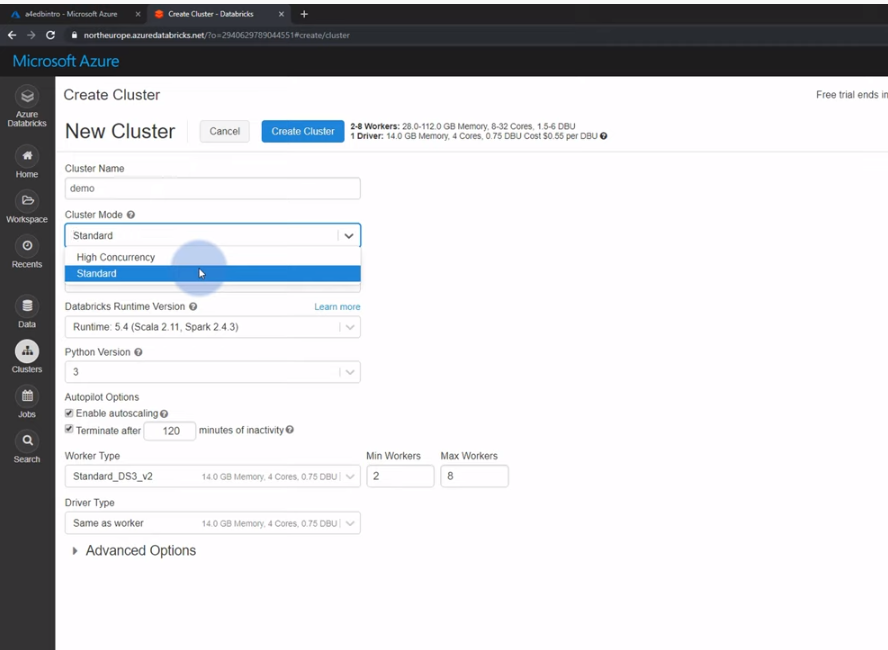 a4edbintro - Microsoft Azure
Create Cluster - Databricks
northeurope.azuredatabricks.net/?o=2940629789044551#create/cluster
Microsoft Azure
Azure Databricks
Home
Workspace
Recents
Data
Clusters
Jobs
Search
Create Cluster
Free trial ends in
New Cluster
Cancel
Create Cluster
2-8 Workers: 28.0-112.0 GB Memory, 8-32 Cores, 1.5-6 DBU
1 Driver: 14.0 GB Memory, 4 Cores, 0.75 DBU Cost $0.55 per DBU
Cluster Name
demo
Cluster Mode
Standard
High Concurrency
Standard
Databricks Runtime Version
Learn more
Runtime: 5.4 (Scala 2.11, Spark 2.4.3)
Python Version
3
Autopilot Options
Enable autoscaling
Terminate after 120 minutes of inactivity
Worker Type
Min Workers
Max Workers
Standard_DS3_v2 14.0 GB Memory, 4 Cores, 0.75 DBU
2
8
Driver Type
Same as worker 14.0 GB Memory, 4 Cores, 0.75 DBU
Advanced Options